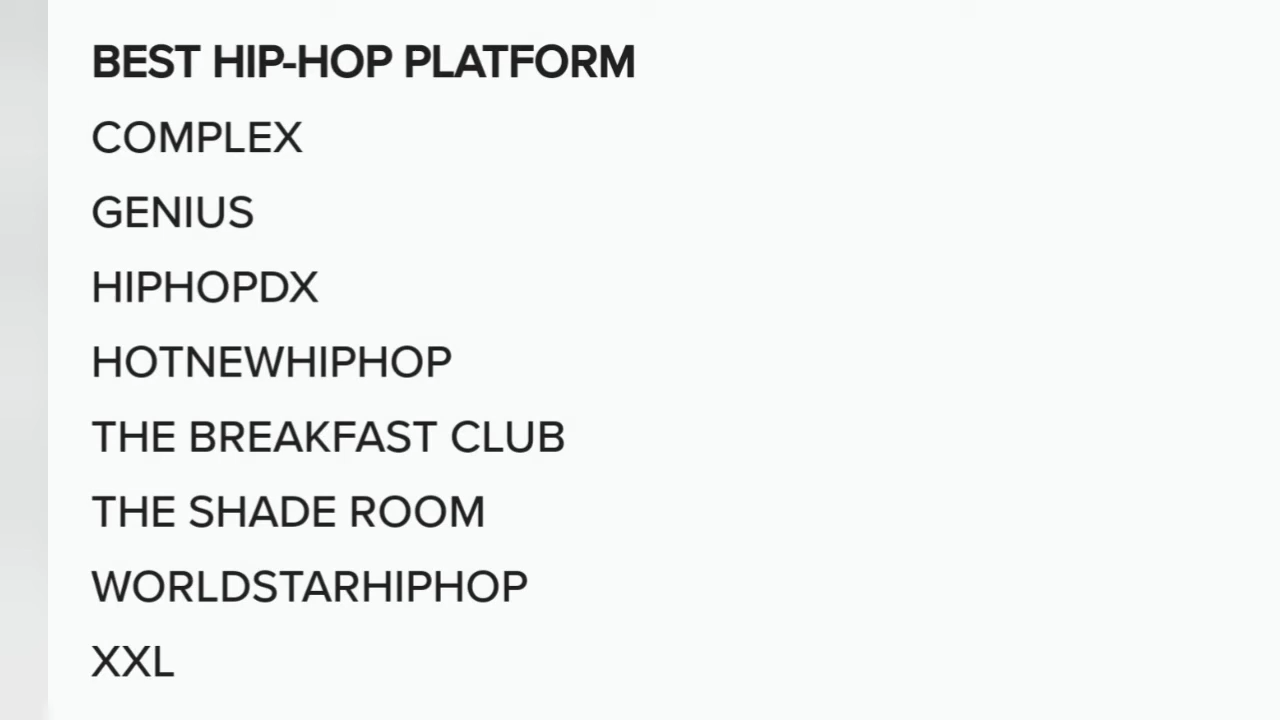 BEST HIP-HOP PLATFORM
COMPLEX
GENIUS
HIPHOPDX
HOTNEWHIPHOP
THE BREAKFAST CLUB
THE SHADE ROOM
WORLDSTARHIPHOP
XXL